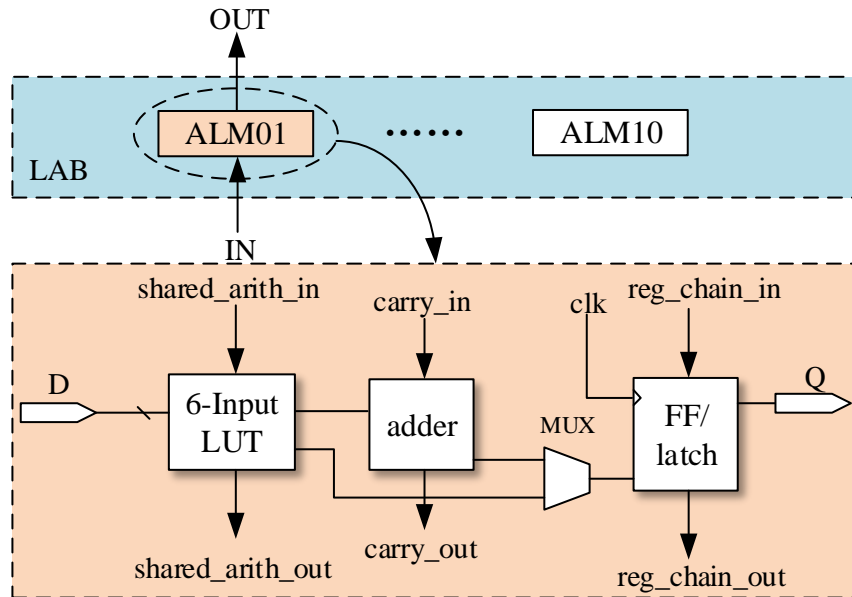 OUT
ALM01
······
ALM10
LAB
IN
shared_arith_in
carry_in
clk
reg_chain_in
D
6-Input
LUT
adder
MUX
FF/
latch
Q
shared_arith_out
carry_out
reg_chain_out